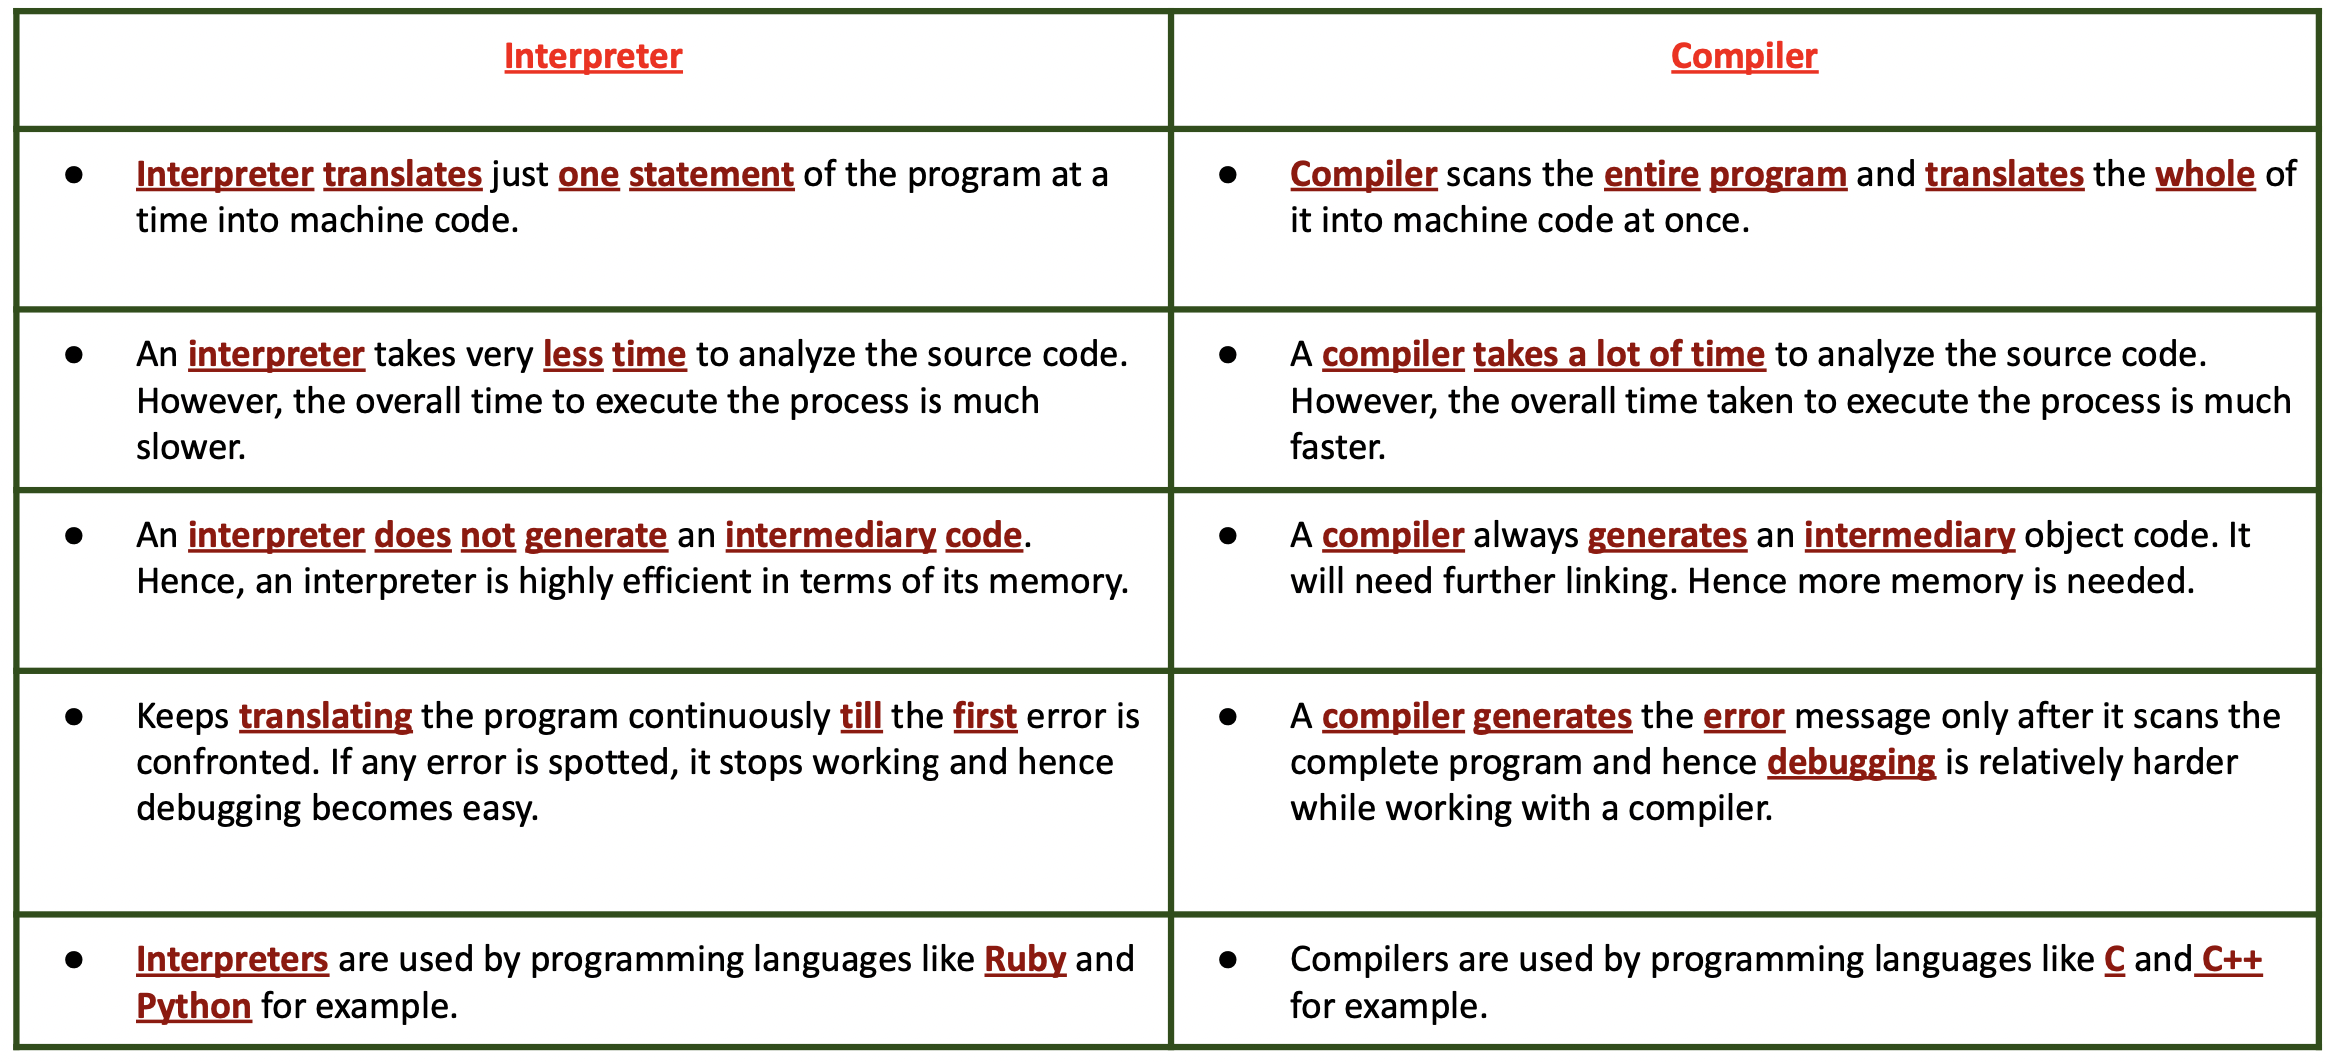 Interpreter
Compiler
● Interpreter translates just one statement of the program at a
time into machine code.
● Compiler scans the entire program and translates the whole of
it into machine code at once.
● An interpreter takes very less time to analyze the source code.
However, the overall time to execute the process is much
slower.
● A compiler takes a lot of time to analyze the source code.
However, the overall time taken to execute the process is much
faster.
● An interpreter does not generate an intermediary code.
Hence, an interpreter is highly efficient in terms of its memory.
● A compiler always generates an intermediary object code. It
will need further linking. Hence more memory is needed.
● Keeps translating the program continuously till the first error is
confronted. If any error is spotted, it stops working and hence
debugging becomes easy.
● A compiler generates the error message only after it scans the
complete program and hence debugging is relatively harder
while working with a compiler.
● Interpreters are used by programming languages like Ruby and
Python for example.
● Compilers are used by programming languages like C and C++
for example.